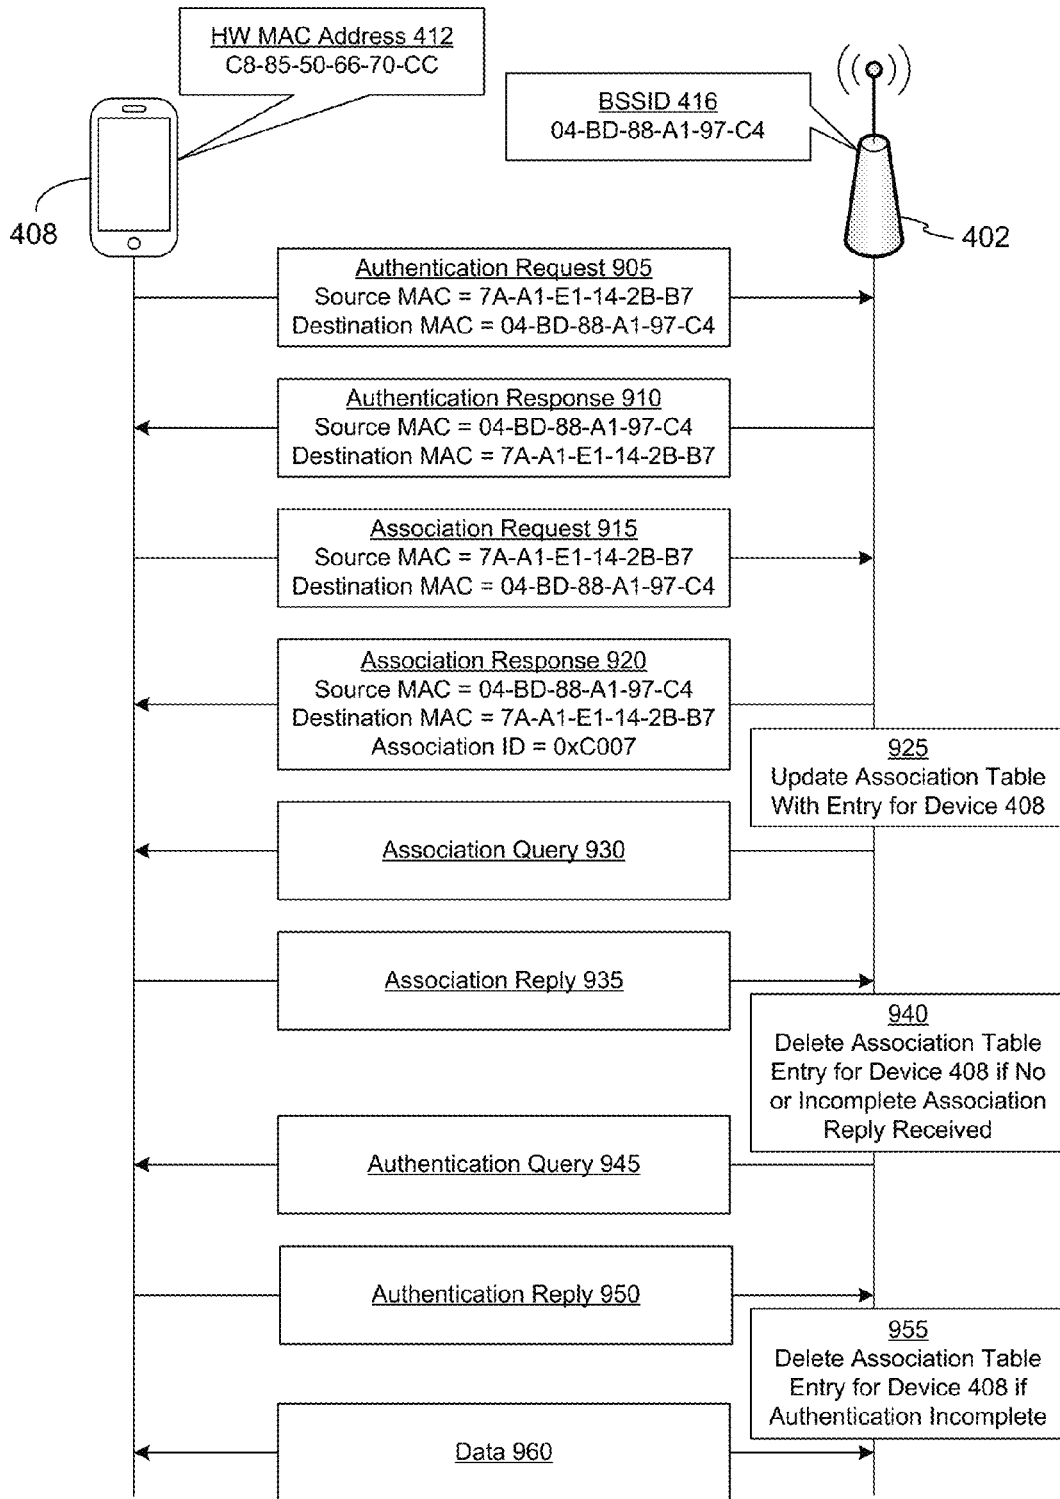 HW MAC Address 412
C8-85-50-66-70-CC
BSSID 416
04-BD-88-A1-97-C4
408
402
Authentication Request 905
Source MAC = 7A-A1-E1-14-2B-B7
Destination MAC = 04-BD-88-A1-97-C4
Authentication Response 910
Source MAC = 04-BD-88-A1-97-C4
Destination MAC = 7A-A1-E1-14-2B-B7
Association Request 915
Source MAC = 7A-A1-E1-14-2B-B7
Destination MAC = 04-BD-88-A1-97-C4
Association Response 920
Source MAC = 04-BD-88-A1-97-C4
Destination MAC = 7A-A1-E1-14-2B-B7
Association ID = 0xC007
925
Update Association Table
With Entry for Device 408
Association Query 930
Association Reply 935
940
Delete Association Table
Entry for Device 408 if No
or Incomplete Association
Reply Received
Authentication Query 945
Authentication Reply 950
955
Delete Association Table
Entry for Device 408 if
Authentication Incomplete
Data 960